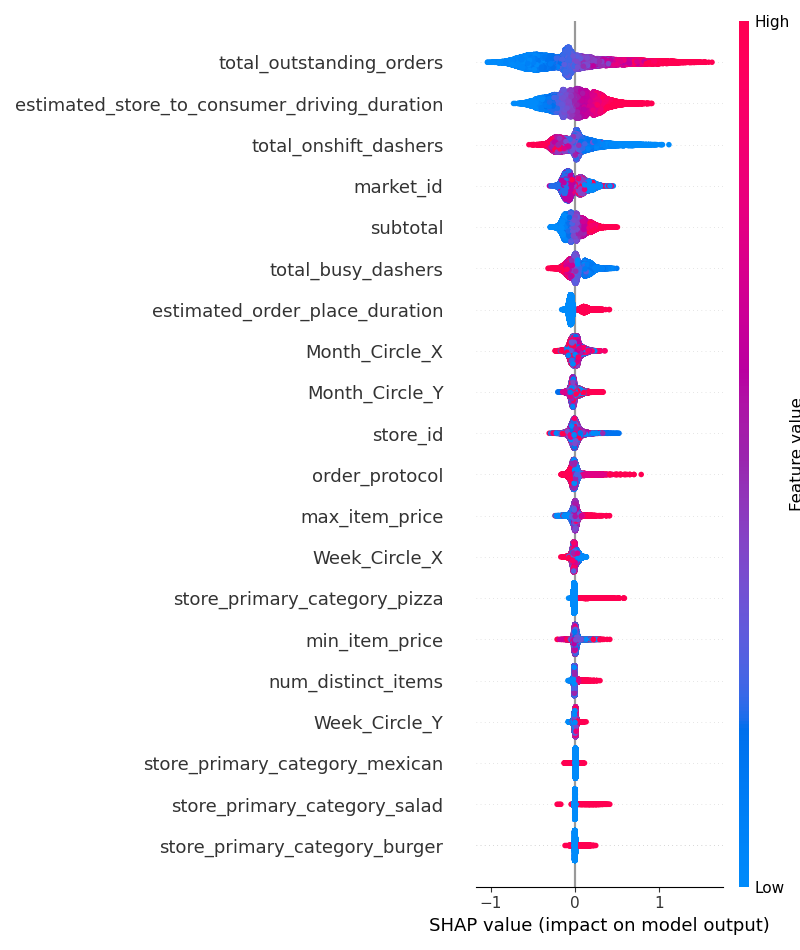 High
total_outstanding_orders
estimated_store_to_consumer_driving_duration
total_onshift_dashers
market_id
subtotal
total_busy_dashers
estimated_order_place_duration
Month_Circle_X
Month_Circle_Y
store_id
order_protocol
max_item_price
Week_Circle_X
store_primary_category_pizza
min_item_price
num_distinct_items
Week_Circle_Y
store_primary_category_mexican
store_primary_category_salad
store_primary_category_burger
Low
Feature value
−1 0 1
SHAP value (impact on model output)